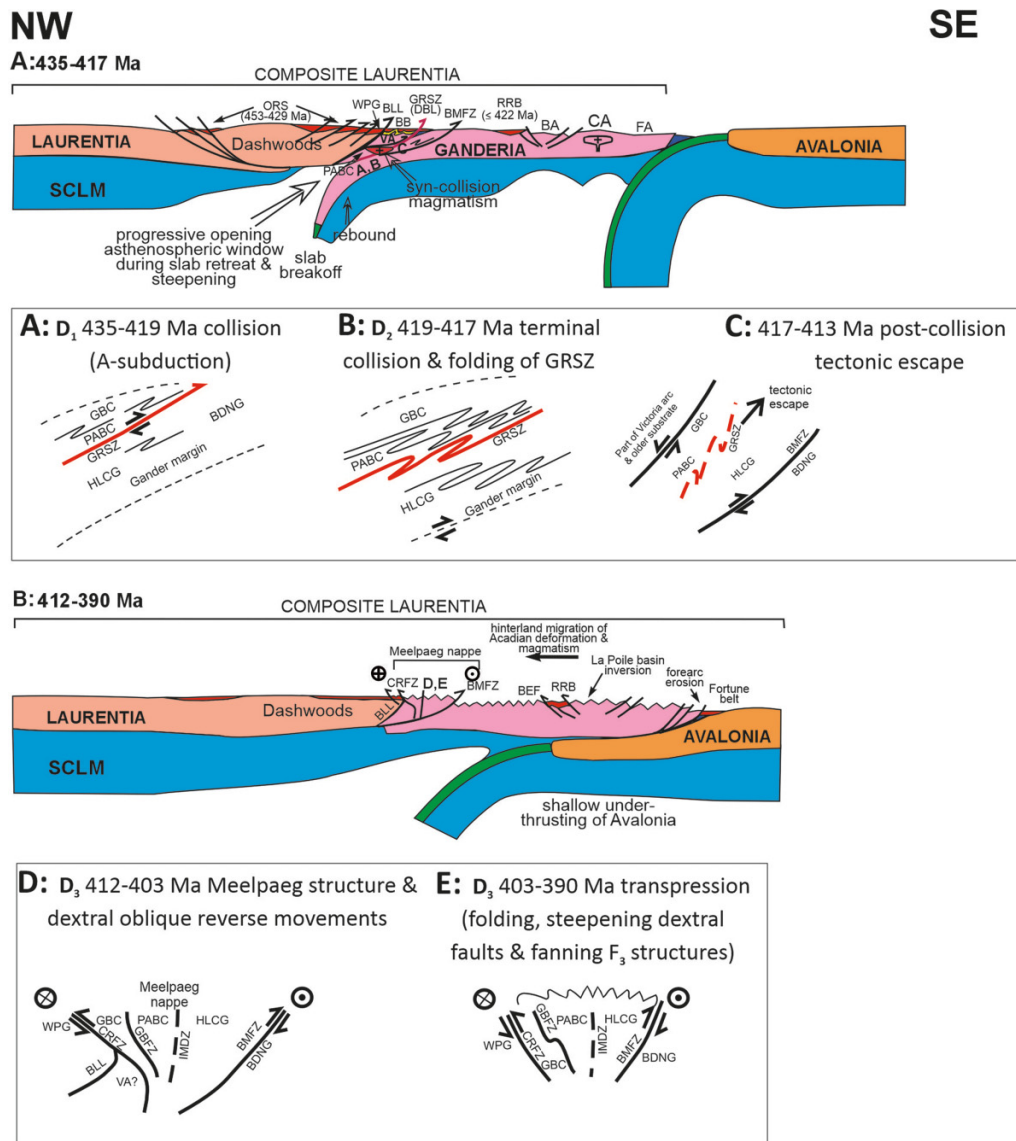 NW
SE
A:435-417 Ma
COMPOSITE LAURENTIA
ORS
(453-429 Ma)
WPG
BLL
GRSZ
(DBL)
BB
BMFZ
RRB
(≤ 422 Ma)
BA
CA
FA
VA
C
LAURENTIA
Dashwoods
GANDERIA
AVALONIA
PABC
A,B
SCLM
syn-collision
magmatism
rebound
progressive opening
asthenospheric window
during slab retreat &
steepening
slab
breakoff
A: D1 435-419 Ma collision
(A-subduction)
GBC
PABC
GRSZ
BDNG
HLCG
Gander margin
B: D2 419-417 Ma terminal
collision & folding of GRSZ
GBC
PABC
GRSZ
HLCG
Gander margin
C: 417-413 Ma post-collision
tectonic escape
tectonic
escape
Part of Victoria arc
& older substrate
GBC
GRSZ
PABC
HLCG
BMFZ
BDNG
B:412-390 Ma
COMPOSITE LAURENTIA
hinterland migration of
Acadian deformation &
magmatism
Meelpaeg nappe
La Poile basin
inversion
CRFZ
D,E
BMFZ
BEF
RRB
forearc
erosion
Fortune
belt
BLL
LAURENTIA
Dashwoods
AVALONIA
SCLM
shallow under-
thrusting of Avalonia
D: D3 412-403 Ma Meelpaeg structure &
dextral oblique reverse movements
Meelpaeg
nappe
WPG
GBC
PABC
HLCG
CRFZ
GBFZ
IMDZ
BMFZ
BDNG
BLL
VA?
E: D3 403-390 Ma transpression
(folding, steepening dextral
faults & fanning F3 structures)
GBFZ
PABC
HLCG
WPG
CRFZ
GBC
IMDZ
BMFZ
BDNG